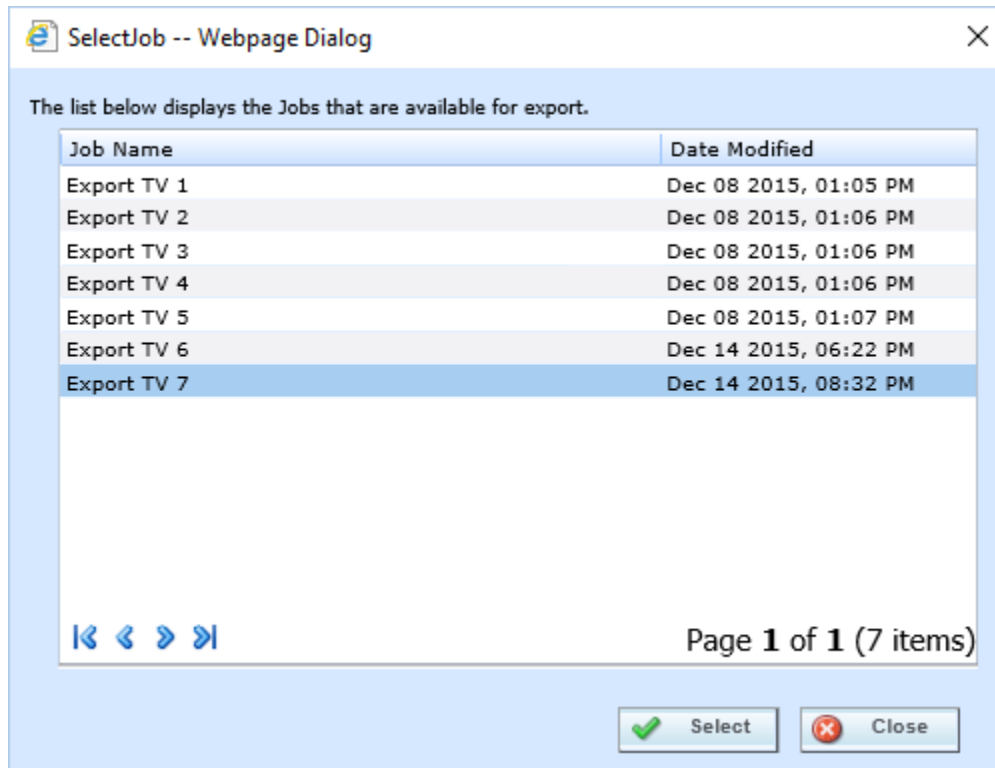 SelectJob -- Webpage Dialog
The list below displays the Jobs that are available for export.
Job Name Date Modified
Export TV 1 Dec 08 2015, 01:05 PM
Export TV 2 Dec 08 2015, 01:06 PM
Export TV 3 Dec 08 2015, 01:06 PM
Export TV 4 Dec 08 2015, 01:06 PM
Export TV 5 Dec 08 2015, 01:07 PM
Export TV 6 Dec 14 2015, 06:22 PM
Export TV 7 Dec 14 2015, 08:32 PM
Page 1 of 1 (7 items)
Select Close